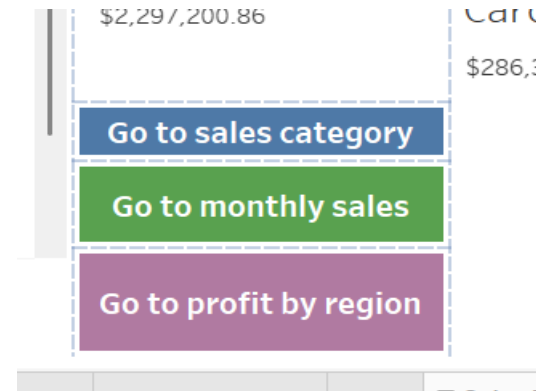 $2,297,200.86
$286,3
Go to sales category
Go to monthly sales
Go to profit by region